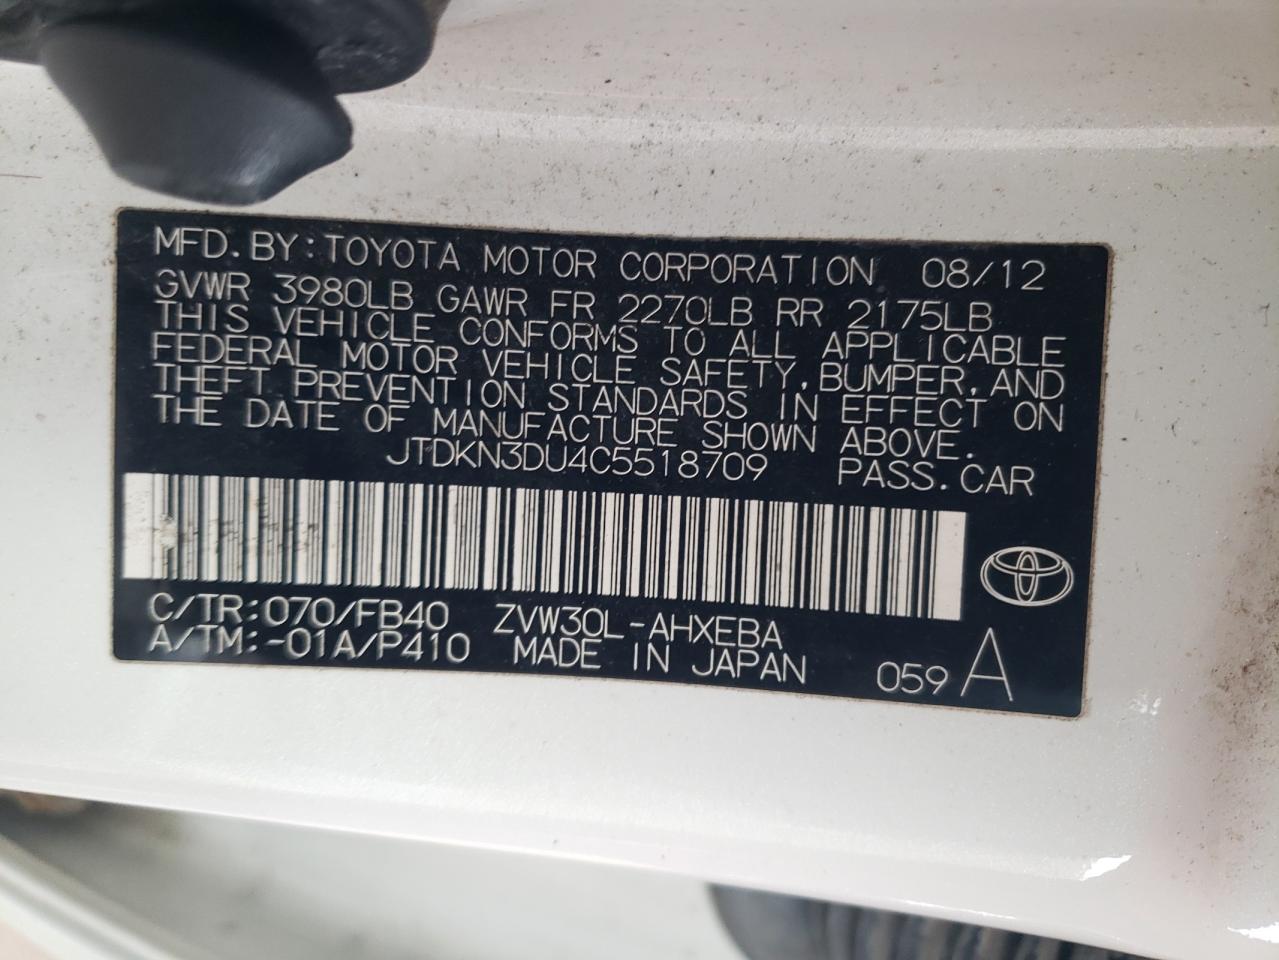 MFD. BY: TOYOTA MOTOR CORPORATION 08/12
GVWR 3980LB GAWR FR 2270LB RR 2175LB
THIS VEHICLE CONFORMS TO ALL APPLICABLE
FEDERAL MOTOR VEHICLE SAFETY, BUMPER, AND
THEFT PREVENTION STANDARDS IN EFFECT ON
THE DATE OF MANUFACTURE SHOWN ABOVE.
JTDKN3DU4C5518709 PASS. CAR
C/TR: 070/FB40 ZVW30L-AHXEBA
A/TM: -01A/P410 MADE IN JAPAN 059 A